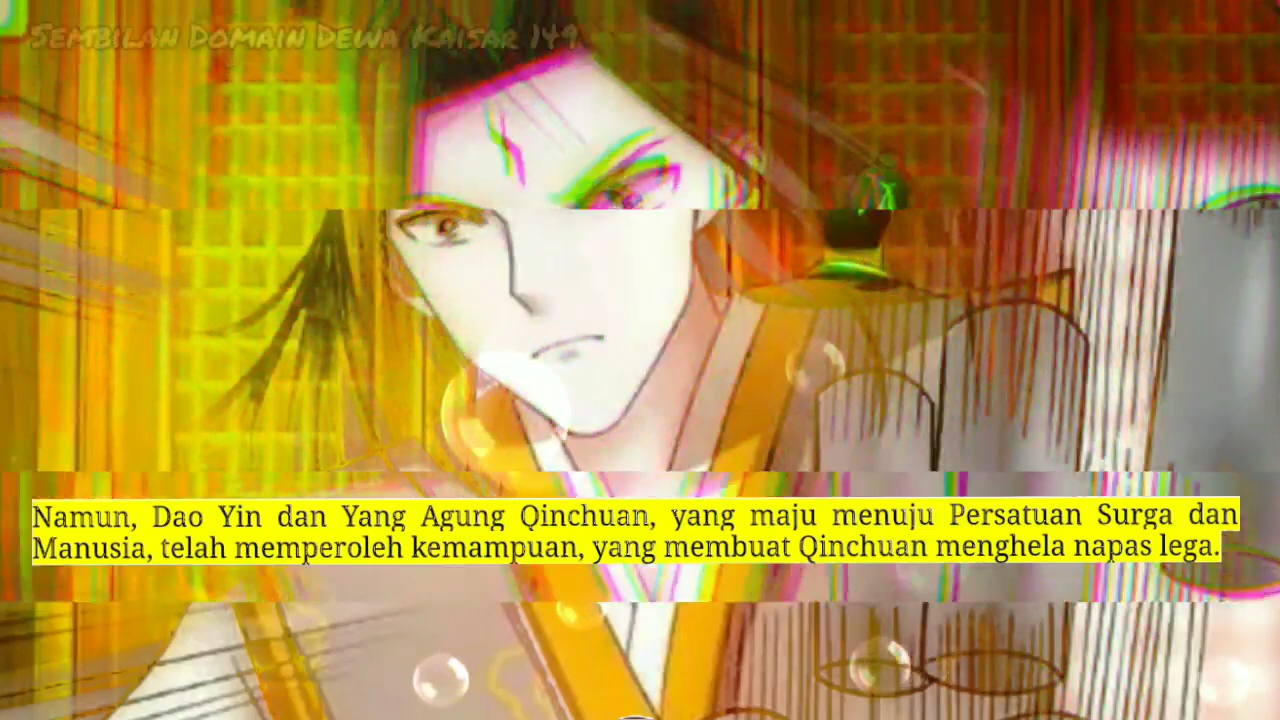 Sembilan Domain Dewa Kaisar 149
Namun, Dao Yin dan Yang Agung Qinchuan, yang maju menuju Persatuan Surga dan
Manusia, telah memperoleh kemampuan, yang membuat Qinchuan menghela napas lega.